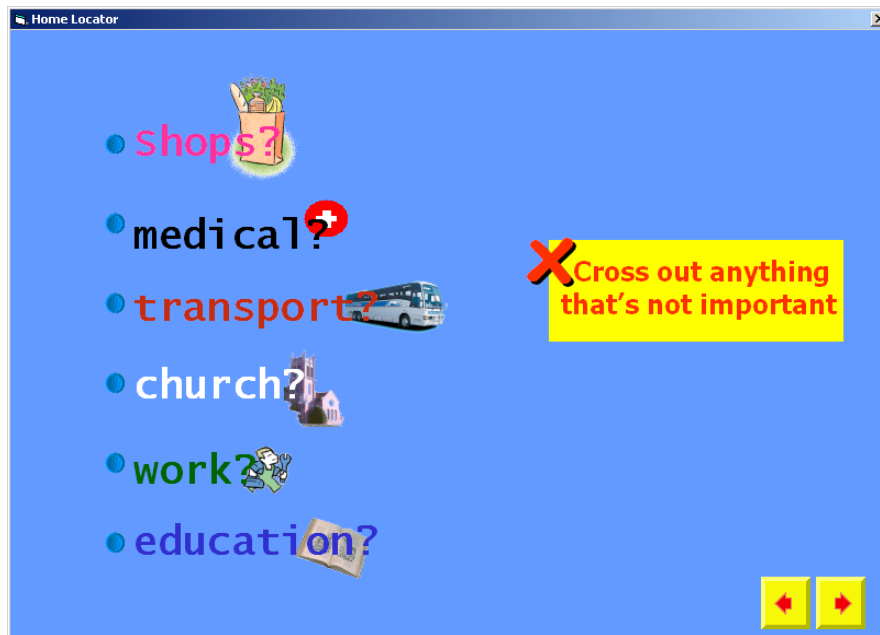 Home Locator
Shops?
medical?
transport?
church?
work?
education?
Cross out anything
that's not important